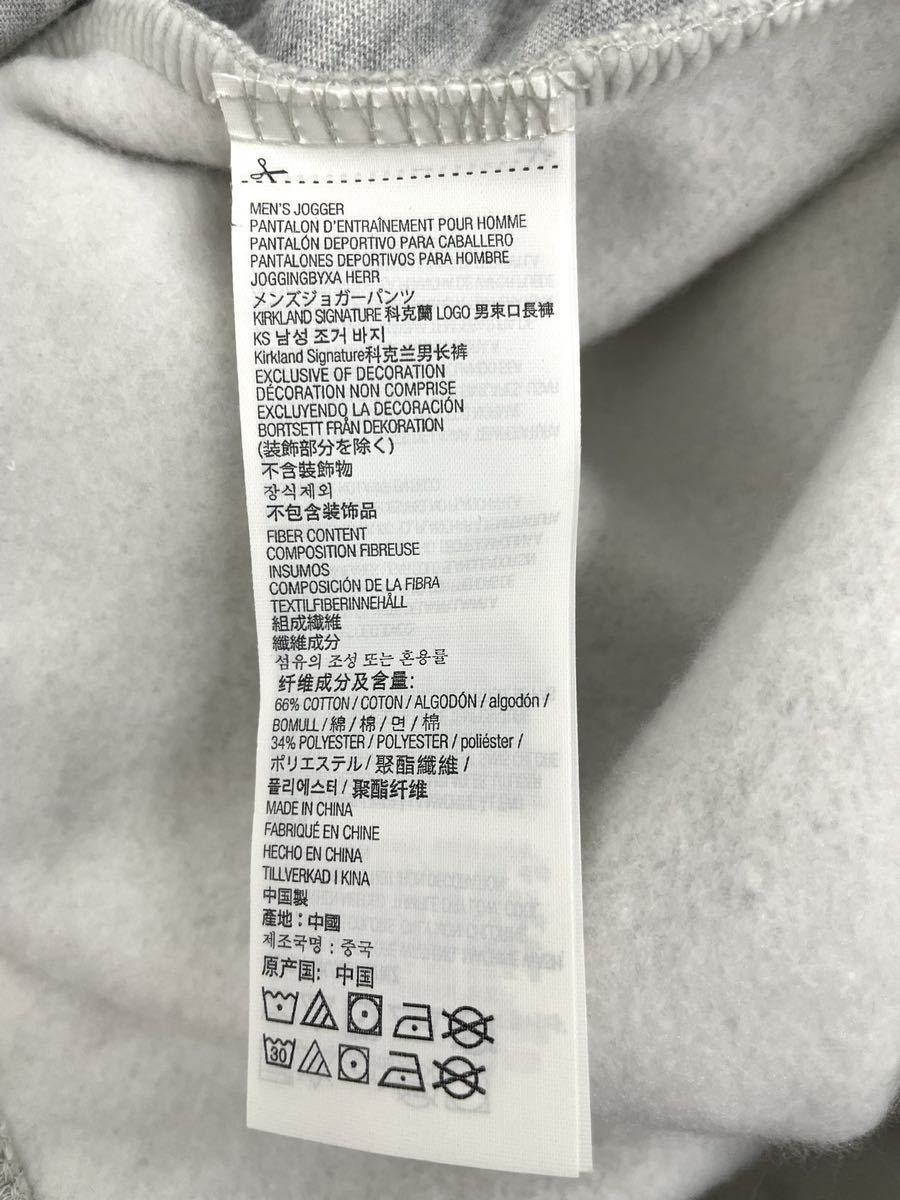 MEN'S JOGGER
PANTALON D'ENTRAÎNEMENT POUR HOMME
PANTALÓN DEPORTIVO PARA CABALLERO
PANTALONES DEPORTIVOS PARA HOMBRE
JOGGINGBYXA HERR
メンズジョガーパンツ
KIRKLAND SIGNATURE 科克蘭 LOGO 男束口長褲
KS 남성 조거 바지
Kirkland Signature科克兰男长裤
EXCLUSIVE OF DECORATION
DÉCORATION NON COMPRISE
EXCLUYENDO LA DECORACIÓN
BORTSETT FRÅN DEKORATION
(装飾部分を除く)
不含裝飾物
장식제외
不包含装饰品
FIBER CONTENT
COMPOSITION FIBREUSE
INSUMOS
COMPOSICIÓN DE LA FIBRA
TEXTILFIBERINNEHÅLL
組成繊維
纖維成分
섬유의 조성 또는 혼용률
纤维成分及含量:
66% COTTON / COTON / ALGODÓN / algodón /
BOMULL / 綿 / 棉 / 면 / 棉
34% POLYESTER / POLYESTER / poliéster /
ポリエステル / 聚酯纖維 /
폴리에스터 / 聚酯纤维
MADE IN CHINA
FABRIQUÉ EN CHINE
HECHO EN CHINA
TILLVERKAD I KINA
中国製
產地 : 中國
제조국명 : 중국
原产国: 中国
30